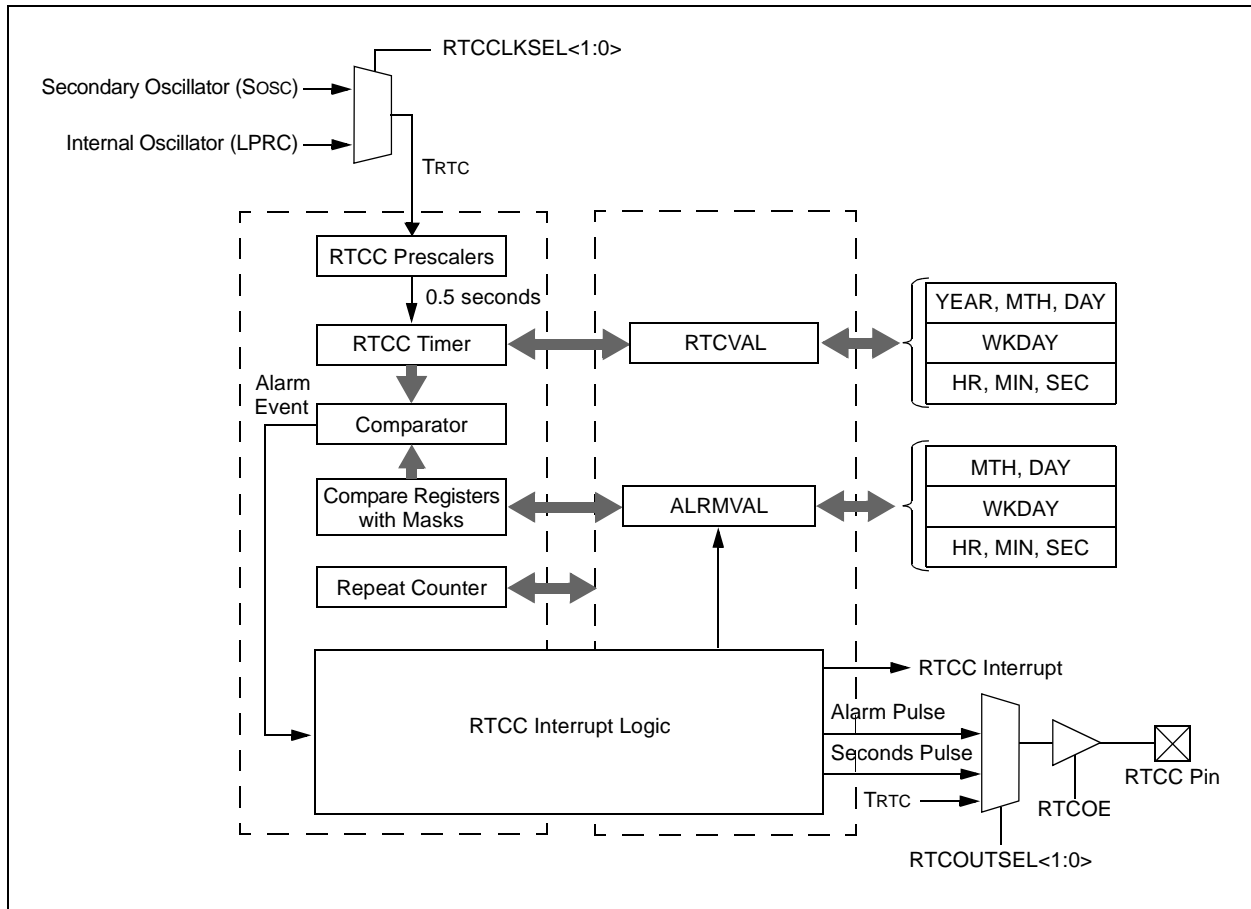 RTCCLKSEL<1:0>
Secondary Oscillator (SOSC)
Internal Oscillator (LPRC)
TRTC
RTCC Prescalers
0.5 seconds
YEAR, MTH, DAY
RTCC Timer
RTCVAL
WKDAY
HR, MIN, SEC
Alarm
Event
Comparator
MTH, DAY
Compare Registers
with Masks
ALRMVAL
WKDAY
HR, MIN, SEC
Repeat Counter
RTCC Interrupt
RTCC Interrupt Logic
Alarm Pulse
Seconds Pulse
TRTC
RTCC Pin
RTCOE
RTCOUTSEL<1:0>